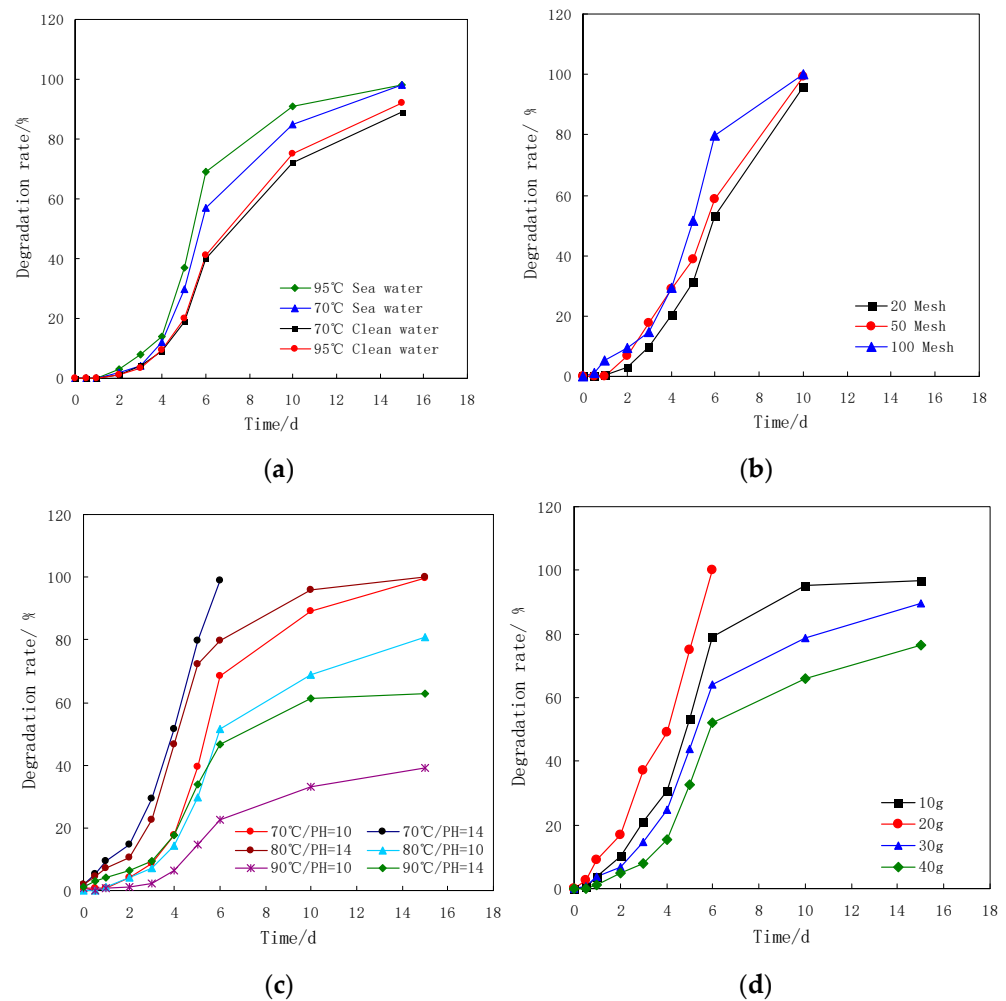 120
100
80
60
40
20
0
Degradation rate/%
95℃ Sea water
70℃ Sea water
70℃ Clean water
95℃ Clean water
0 2 4 6 8 10 12 14 16 18
Time/d
(a)
120
100
80
60
40
20
0
Degradation rate/ %
20 Mesh
50 Mesh
100 Mesh
0 2 4 6 8 10 12 14 16 18
Time/d
(b)
120
100
80
60
40
20
0
Degradation rate/ %
70℃/PH=10 70℃/PH=14
80℃/PH=14 80℃/PH=10
90℃/PH=10 90℃/PH=14
0 2 4 6 8 10 12 14 16 18
Time/d
(c)
120
100
80
60
40
20
0
Degradation rate/ %
10g
20g
30g
40g
0 2 4 6 8 10 12 14 16 18
Time/d
(d)